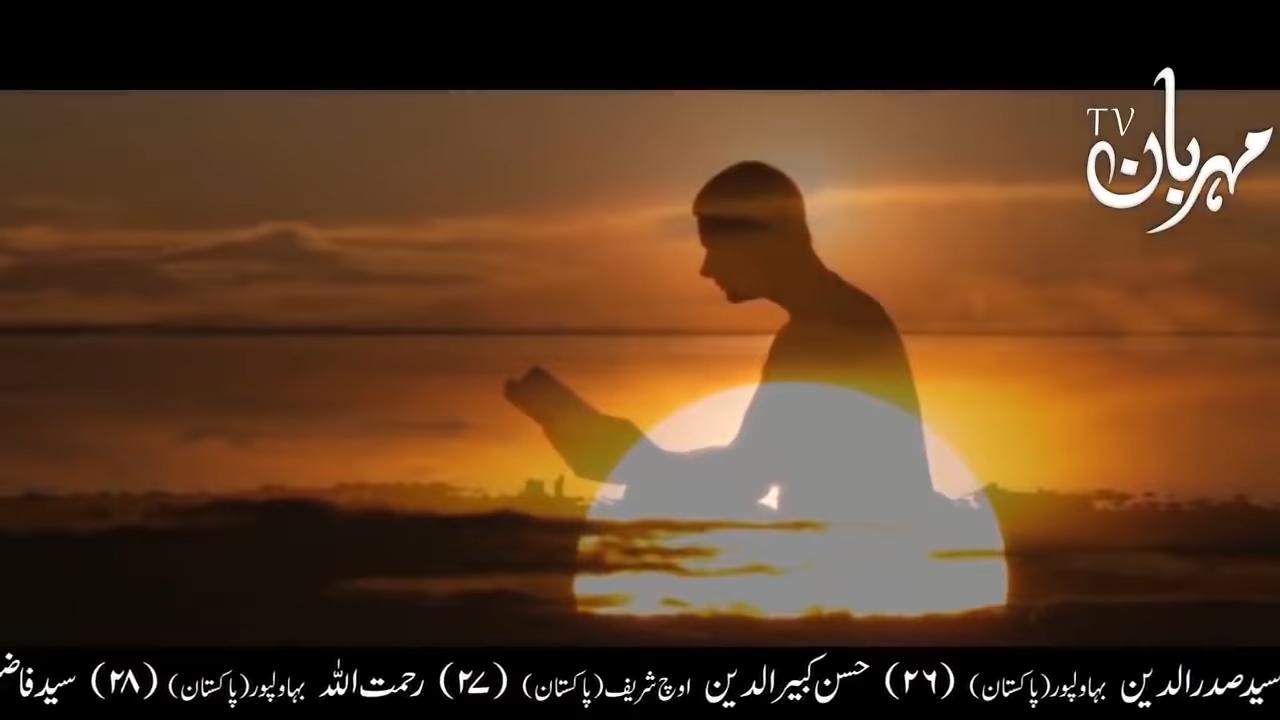 TV
مہربان
سید صدرالدین بہاولپور (پاکستان) (۲۶) حسن کبیرالدین اوچ شریف (پاکستان) (۲۷) رحمت اللہ بہاولپور (پاکستان) (۲۸) سید